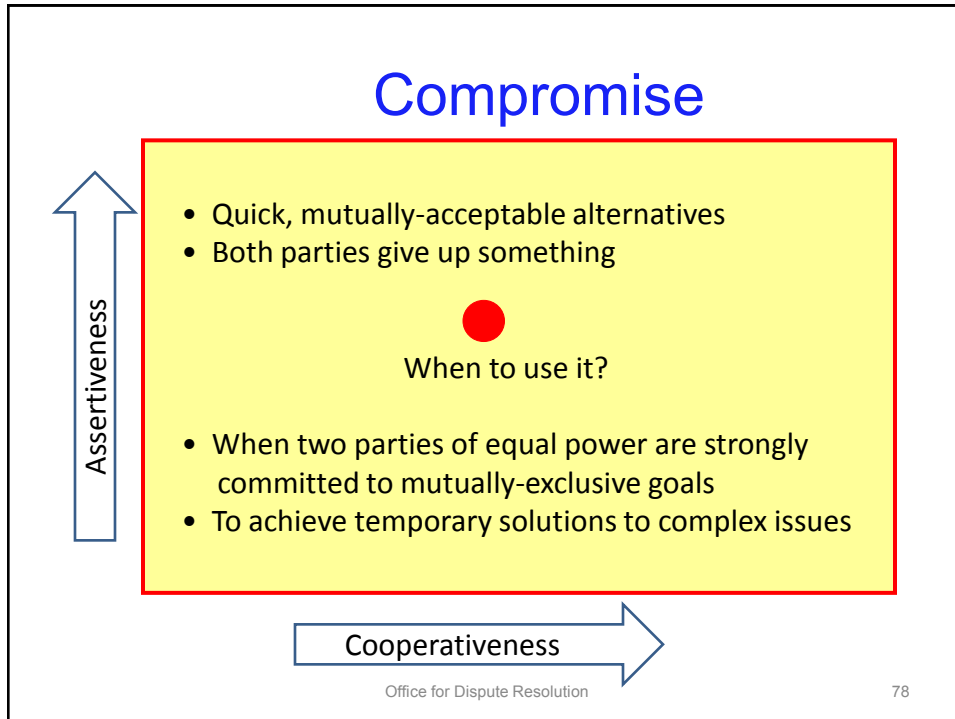 Compromise
• Quick, mutually-acceptable alternatives
• Both parties give up something
When to use it?
• When two parties of equal power are strongly
committed to mutually-exclusive goals
• To achieve temporary solutions to complex issues
Assertiveness
Cooperativeness
Office for Dispute Resolution
78